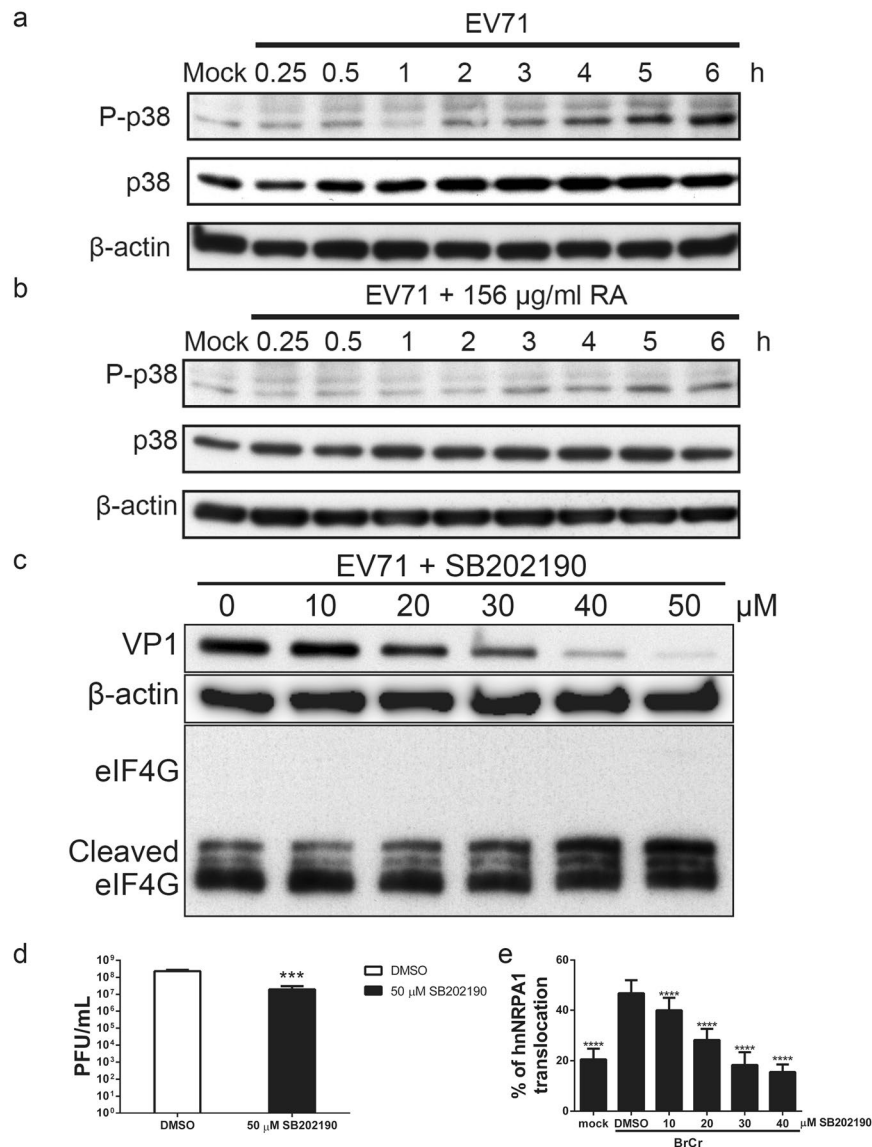 a
EV71
Mock 0.25 0.5 1 2 3 4 5 6 h
P-p38
p38
β-actin
b
EV71 + 156 µg/ml RA
Mock 0.25 0.5 1 2 3 4 5 6 h
P-p38
p38
β-actin
c
EV71 + SB202190
0 10 20 30 40 50 µM
VP1
β-actin
eIF4G
Cleaved
eIF4G
d
PFU/mL
10⁹
10⁸
10⁷
10⁶
10⁵
10⁴
10³
10²
10¹
10⁰
***
DMSO 50 µM SB202190
DMSO
50 µM SB202190
e
% of hnNRPA1
translocation
60
40
20
0
**** **** **** **** ****
mock DMSO 10 20 30 40 µM SB202190
BrCr